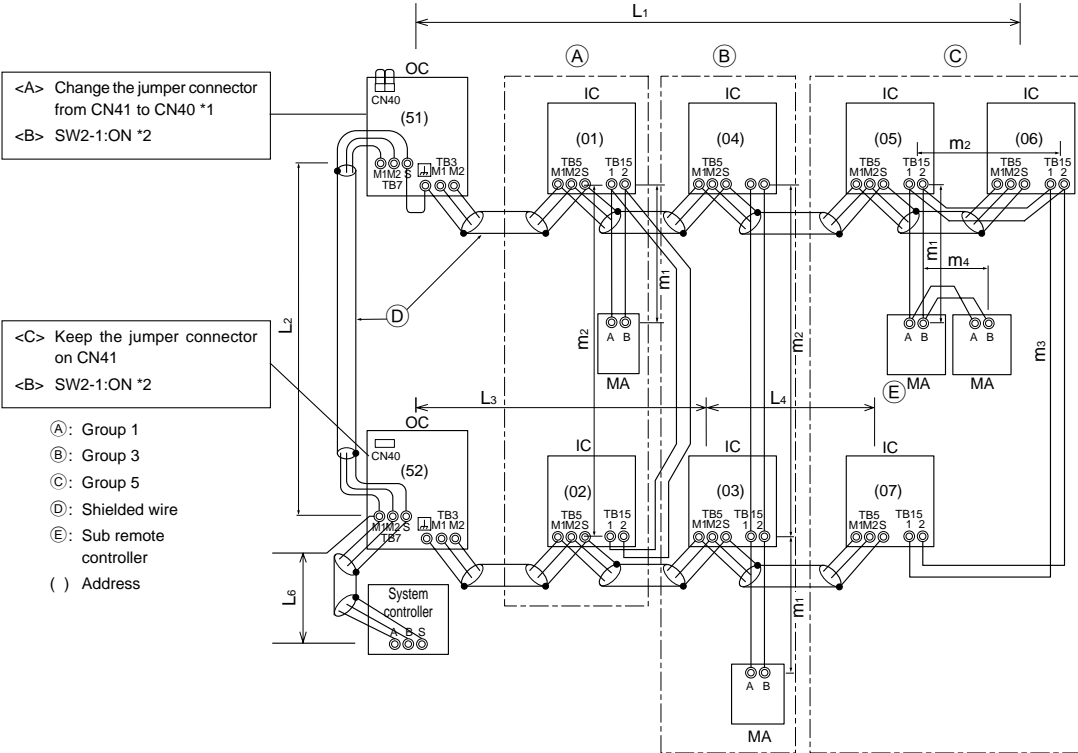 L1
A B C
<A> Change the jumper connector
from CN41 to CN40 *1
<B> SW2-1:ON *2
OC
CN40
(51)
M1M2 S
TB7
TB3
M1 M2
IC
(01)
TB5
M1M2S
TB15
1 2
IC
(04)
TB5
M1M2S
IC
(05)
TB5
M1M2S
TB15
1 2
IC
(06)
TB5
M1M2S
TB15
1 2
m2
L2
D
m2
m1
A B
MA
m2
m1
m4
A B
MA
A B
MA
E
m3
<C> Keep the jumper connector
on CN41
<B> SW2-1:ON *2
L3
L4
OC
CN40
(52)
M1M2 S
TB7
TB3
M1 M2
IC
(02)
TB5
M1M2S
TB15
1 2
IC
(03)
TB5
M1M2S
TB15
1 2
IC
(07)
TB5
M1M2S
TB15
1 2
A: Group 1
B: Group 3
C: Group 5
D: Shielded wire
E: Sub remote
controller
( ) Address
L6
System
controller
A B S
m1
A B
MA